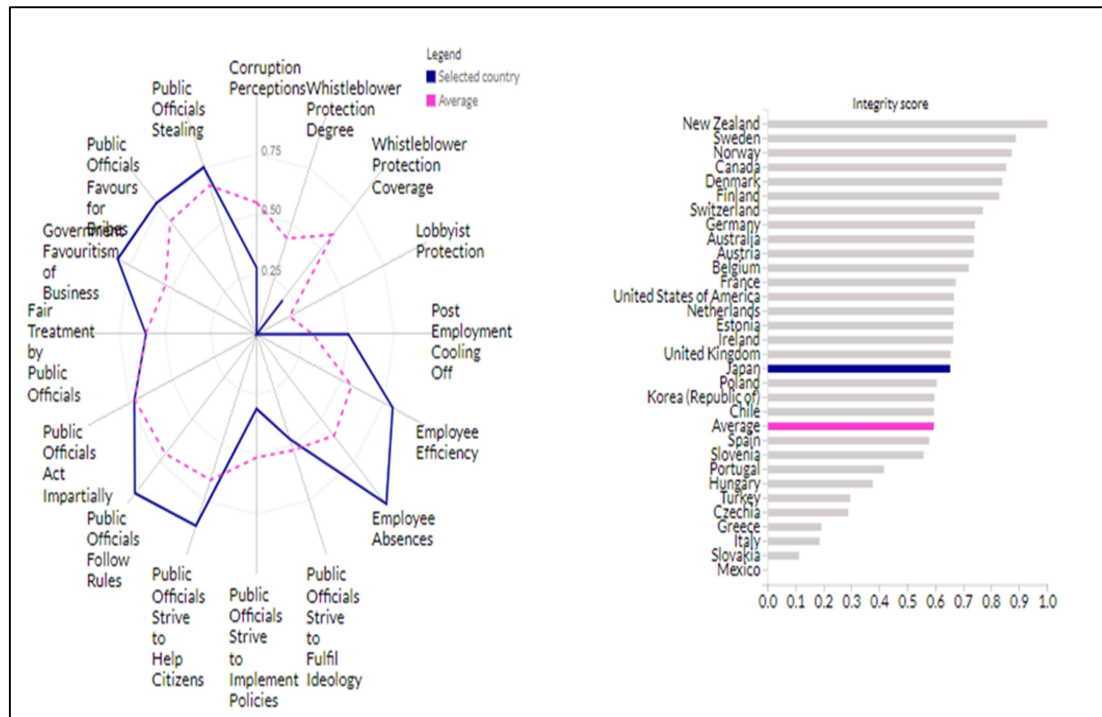 Legend
Selected country
Average
Corruption
Perceptions
Whistleblower
Protection
Degree
Whistleblower
Protection
Coverage
Lobbyist
Protection
Post
Employment
Cooling
Off
Employee
Efficiency
Employee
Absences
Public
Officials
Strive
to
Fulfil
Ideology
Public
Officials
Strive
to
Implement
Policies
Public
Officials
Strive
to
Help
Citizens
Public
Officials
Follow
Rules
Public
Officials
Act
Impartially
Fair
Treatment
by
Public
Officials
Government
Favouritism
of
Business
Public
Officials
Favours
for
Bribes
Public
Officials
Stealing
0.75
0.50
0.25
Integrity score
New Zealand
Sweden
Norway
Canada
Denmark
Finland
Switzerland
Germany
Australia
Austria
Belgium
France
United States of America
Netherlands
Estonia
Ireland
United Kingdom
Japan
Poland
Korea (Republic of)
Chile
Average
Spain
Slovenia
Portugal
Hungary
Turkey
Czechia
Greece
Italy
Slovakia
Mexico
0.0 0.1 0.2 0.3 0.4 0.5 0.6 0.7 0.8 0.9 1.0